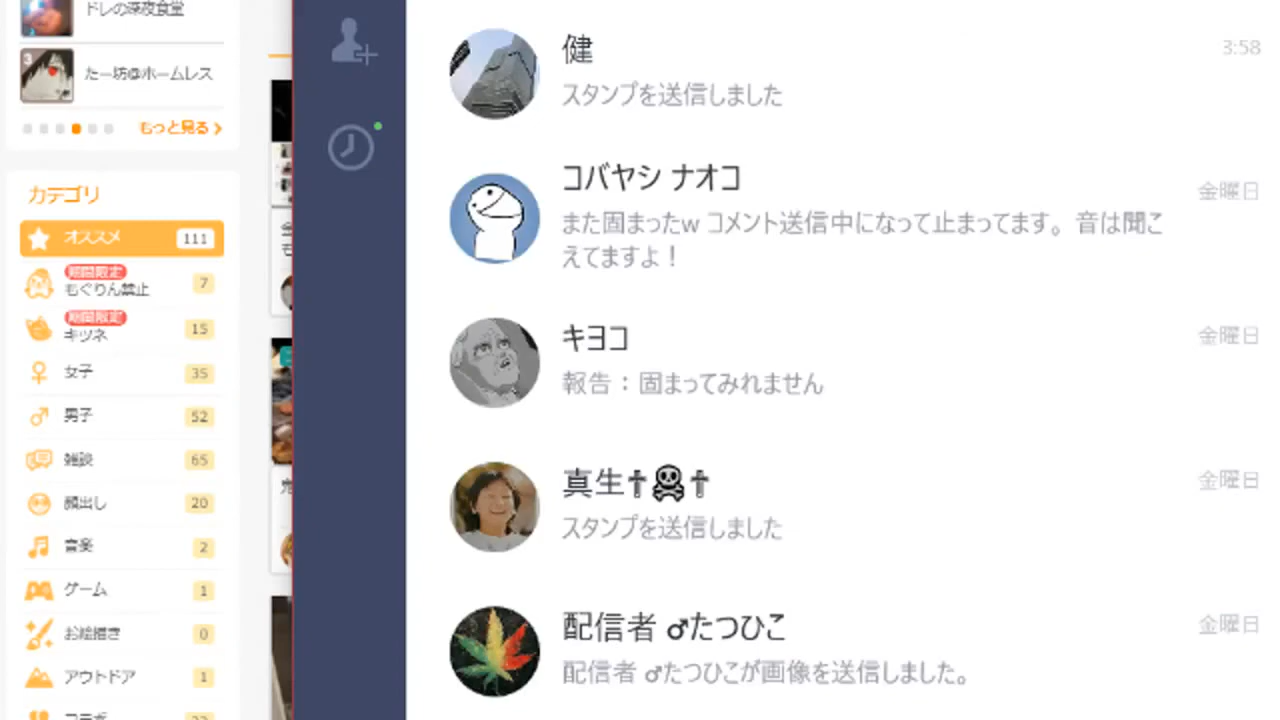 ドレの深夜食堂
3
たー坊@ホームレス
もっと見る
カテゴリ
オススメ 111
期間限定
もぐりん禁止 7
期間限定
キツネ 15
女子 35
男子 52
雑談 65
顔出し 20
音楽 2
ゲーム 1
お絵描き 0
アウトドア 1
健 3:58
スタンプを送信しました
コバヤシ ナオコ 金曜日
また固まったw コメント送信中になって止まってます。音は聞こ
えてますよ！
キヨコ 金曜日
報告：固まってみれません
真生✝☠✝ 金曜日
スタンプを送信しました
配信者 ♂たつひこ 金曜日
配信者 ♂たつひこが画像を送信しました。